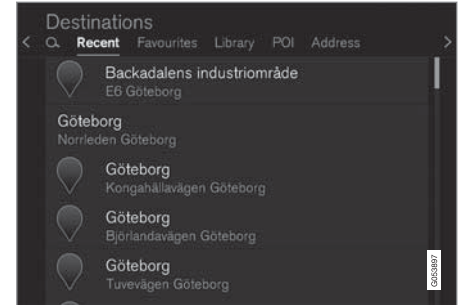 Destinations
Recent Favourites Library POI Address
Backadalens industriområde
E6 Göteborg
Göteborg
Norrleden Göteborg
Göteborg
Kongahällavägen Göteborg
Göteborg
Björlandavägen Göteborg
Göteborg
Tuvevägen Göteborg
G053897